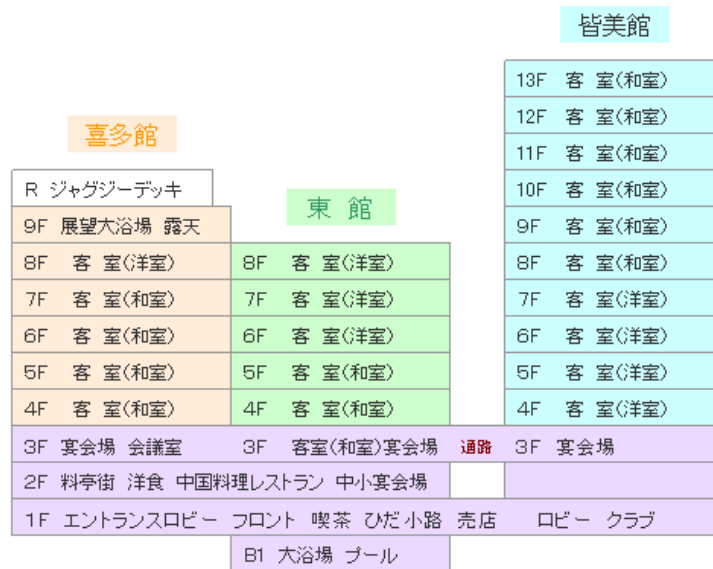 皆美館
13F 客 室(和室)
12F 客 室(和室)
11F 客 室(和室)
10F 客 室(和室)
9F 客 室(和室)
8F 客 室(和室)
7F 客 室(洋室)
6F 客 室(洋室)
5F 客 室(洋室)
4F 客 室(洋室)
喜多館
R ジャグジーデッキ
9F 展望大浴場 露天
8F 客 室(洋室)
7F 客 室(和室)
6F 客 室(和室)
5F 客 室(和室)
4F 客 室(和室)
東 館
8F 客 室(洋室)
7F 客 室(洋室)
6F 客 室(洋室)
5F 客 室(和室)
4F 客 室(和室)
3F 宴会場 会議室 3F 客室(和室)宴会場 通路 3F 宴会場
2F 料亭街 洋食 中国料理レストラン 中小宴会場
1F エントランスロビー フロント 喫茶 ひだ小路 売店 ロビー クラブ
B1 大浴場 プール